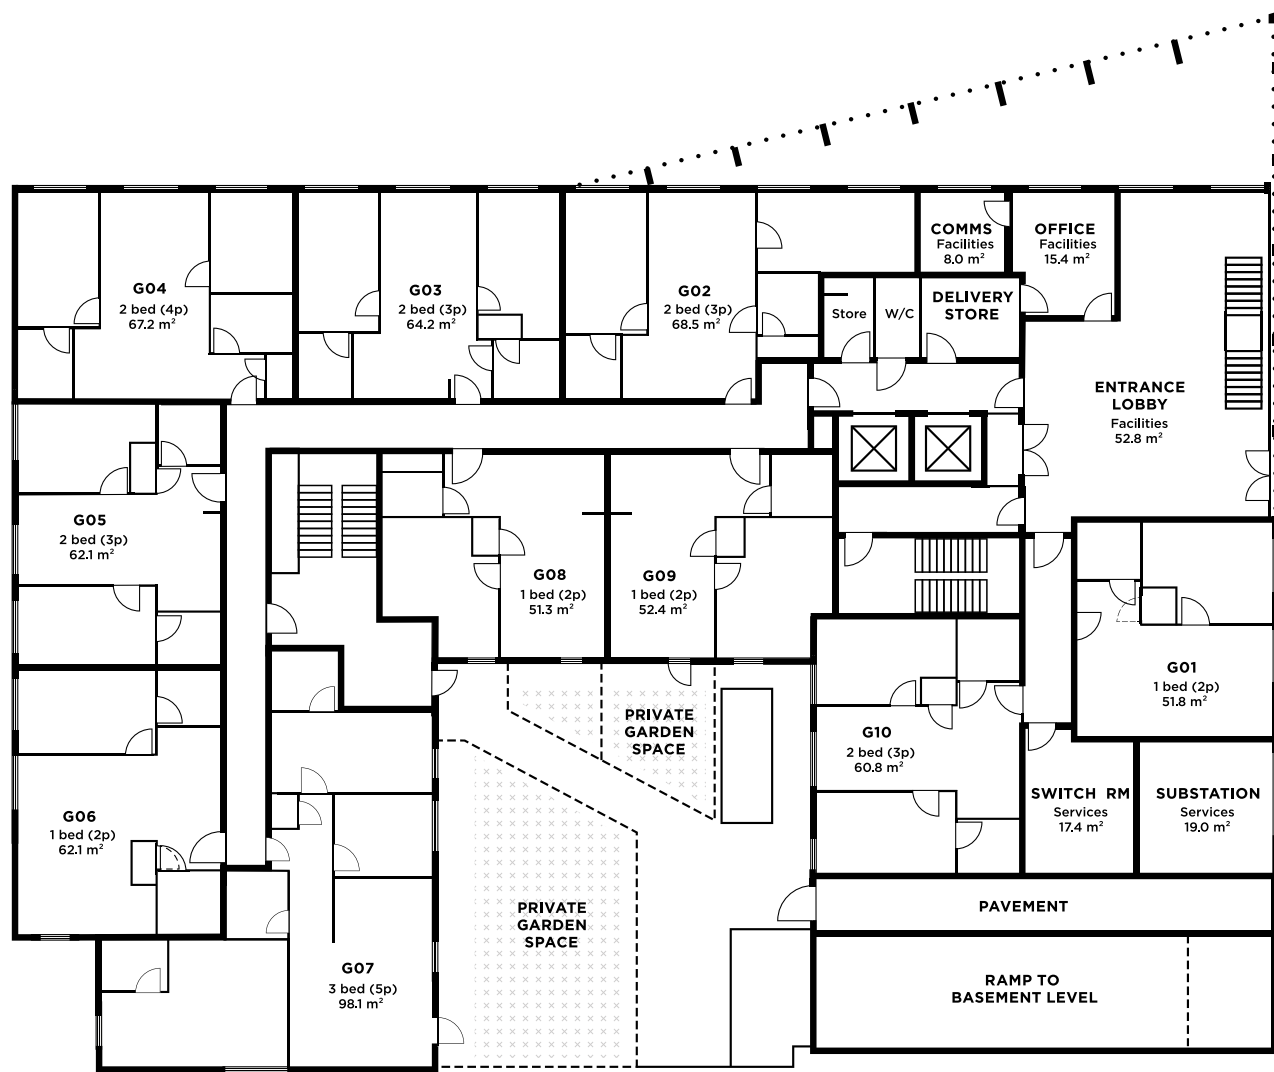 COMMS
Facilities
8.0 m²
OFFICE
Facilities
15.4 m²
G04
2 bed (4p)
67.2 m²
G03
2 bed (3p)
64.2 m²
G02
2 bed (3p)
68.5 m²
Store
W/C
DELIVERY
STORE
ENTRANCE
LOBBY
Facilities
52.8 m²
G05
2 bed (3p)
62.1 m²
G08
1 bed (2p)
51.3 m²
G09
1 bed (2p)
52.4 m²
G01
1 bed (2p)
51.8 m²
PRIVATE
GARDEN
SPACE
G10
2 bed (3p)
60.8 m²
SWITCH RM
Services
17.4 m²
SUBSTATION
Services
19.0 m²
G06
1 bed (2p)
62.1 m²
PRIVATE
GARDEN
SPACE
PAVEMENT
G07
3 bed (5p)
98.1 m²
RAMP TO
BASEMENT LEVEL